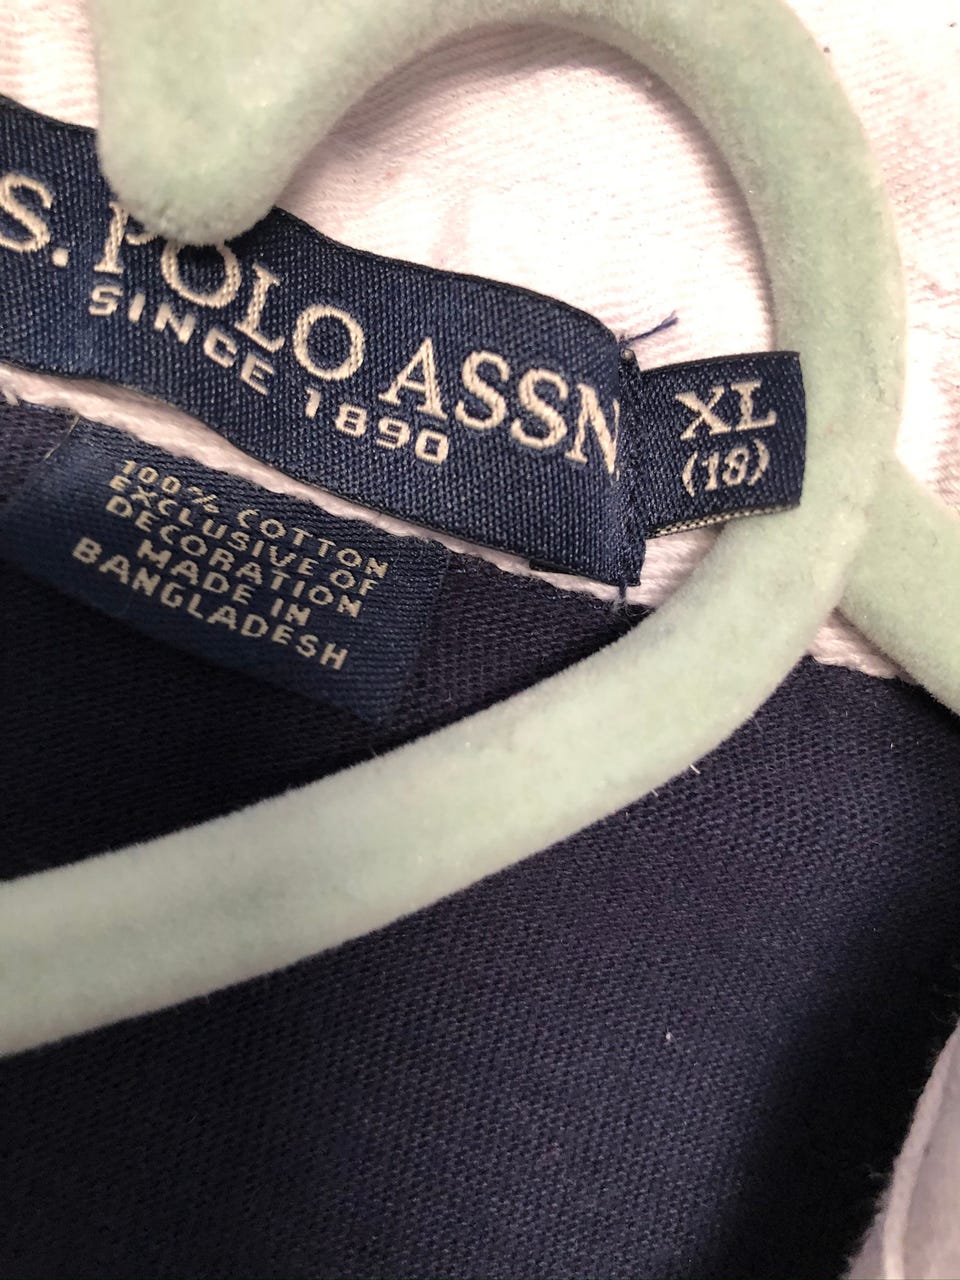 S. POLO ASSN
SINCE 1890
XL
(18)
100% COTTON
EXCLUSIVE OF
DECORATION
MADE IN
BANGLADESH